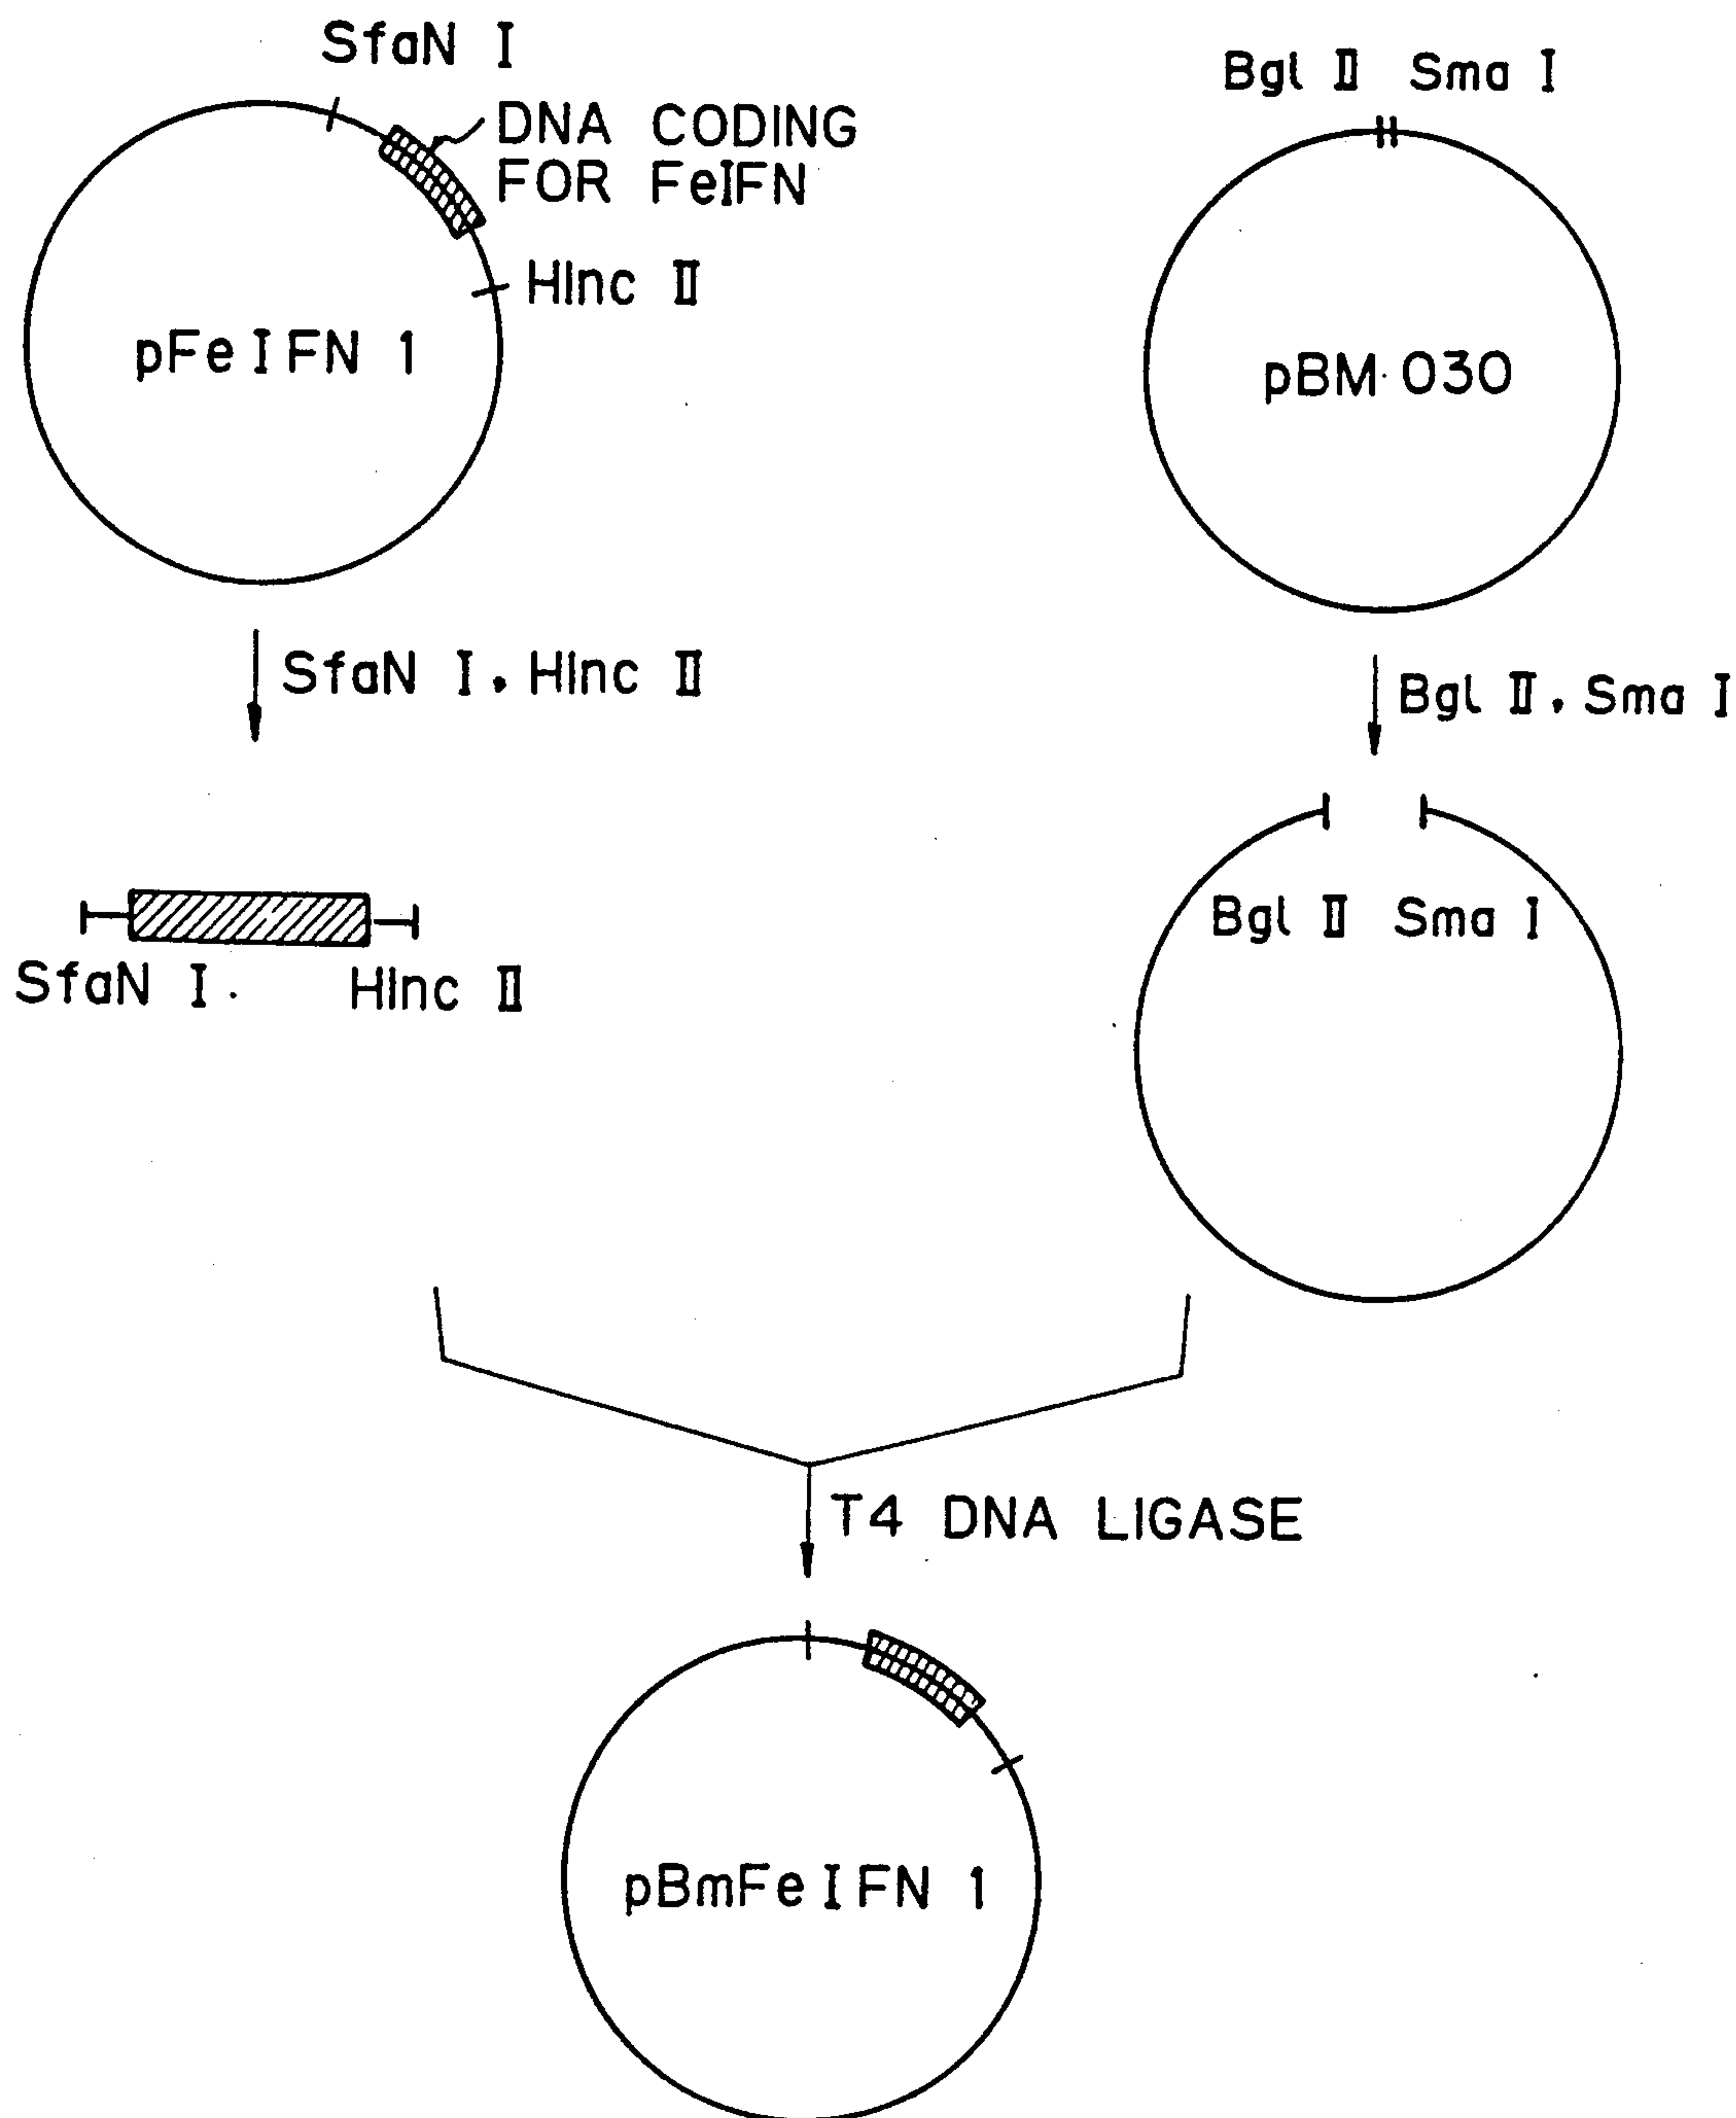 SfaN I
DNA CODING
FOR FeIFN
HInc II
pFeIFN 1
Bgl II Sma I
pBM 030
SfaN I, HInc II
Bgl II, Sma I
SfaN I
HInc II
Bgl II Sma I
T4 DNA LIGASE
pBmFeIFN 1